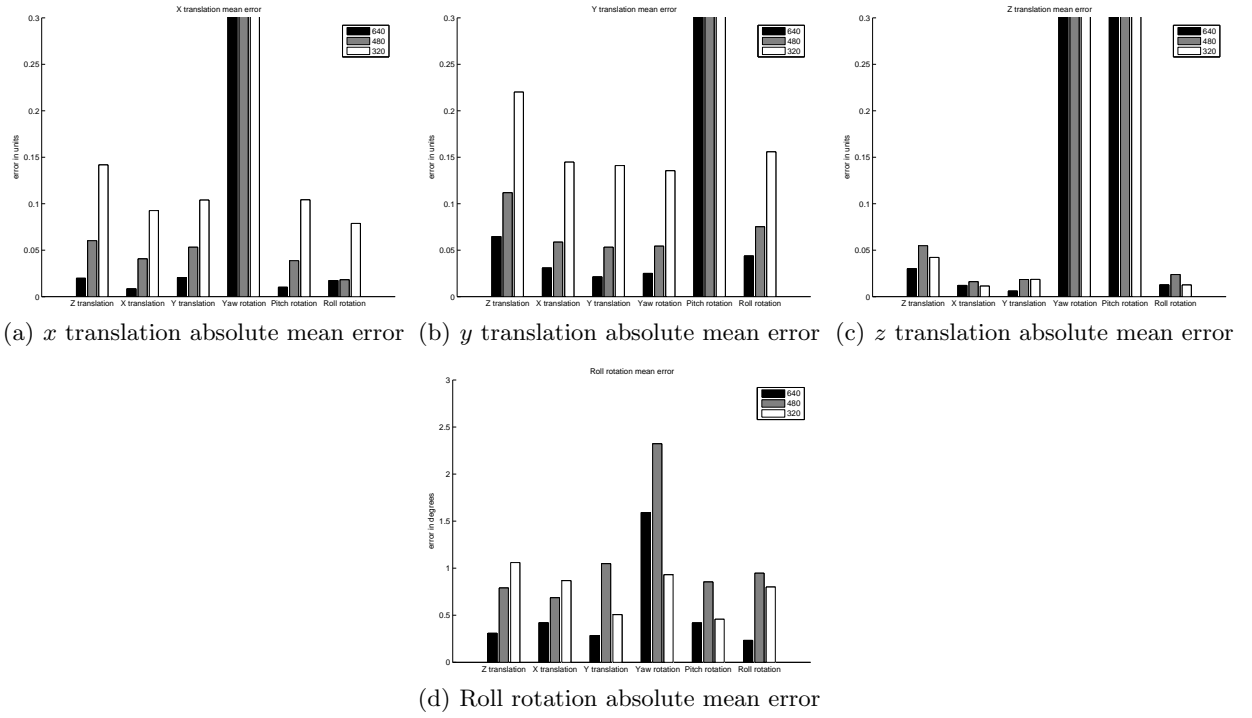 X translation mean error
0.3
0.25
0.2
0.15
0.1
0.05
0
error in units
640
480
320
Z translation X translation Y translation Yaw rotation Pitch rotation Roll rotation
(a) x translation absolute mean error
Y translation mean error
0.3
0.25
0.2
0.15
0.1
0.05
0
error in units
640
480
320
Z translation X translation Y translation Yaw rotation Pitch rotation Roll rotation
(b) y translation absolute mean error
Z translation mean error
0.3
0.25
0.2
0.15
0.1
0.05
0
error in units
640
480
320
Z translation X translation Y translation Yaw rotation Pitch rotation Roll rotation
(c) z translation absolute mean error
Roll rotation mean error
3
2.5
2
1.5
1
0.5
0
error in degrees
640
480
320
Z translation X translation Y translation Yaw rotation Pitch rotation Roll rotation
(d) Roll rotation absolute mean error